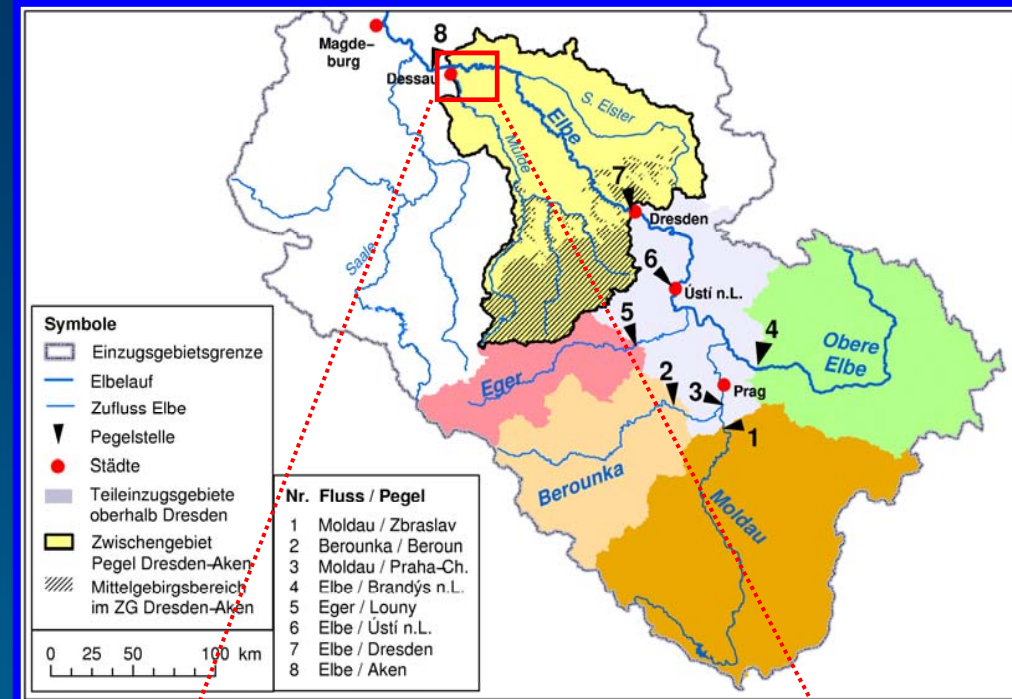 Magde-
burg
8
Dessau
S. Elster
Elbe
Mulde
7
Dresden
Saale
6
Ústí n.L.
5
4
Obere
Elbe
Eger
2
3
Prag
1
Berounka
Moldau
Symbole
Einzugsgebietsgrenze
Elbelauf
Zufluss Elbe
Pegelstelle
Städte
Teileinzugsgebiete
oberhalb Dresden
Zwischengebiet
Pegel Dresden-Aken
Mittelgebirgsbereich
im ZG Dresden-Aken
0 25 50 100 km
Nr. Fluss / Pegel
1 Moldau / Zbraslav
2 Berounka / Beroun
3 Moldau / Praha-Ch.
4 Elbe / Brandýs n.L.
5 Eger / Louny
6 Elbe / Ústí n.L.
7 Elbe / Dresden
8 Elbe / Aken